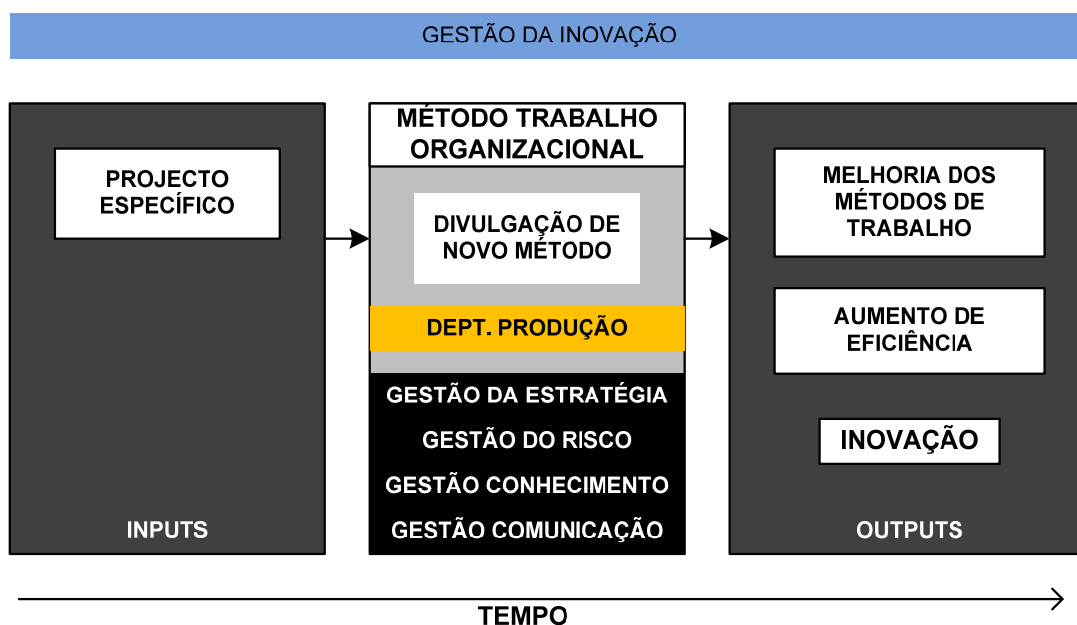 GESTÃO DA INOVAÇÃO
PROJECTO
ESPECÍFICO
INPUTS
MÉTODO TRABALHO
ORGANIZACIONAL
DIVULGAÇÃO DE
NOVO MÉTODO
DEPT. PRODUÇÃO
GESTÃO DA ESTRATÉGIA
GESTÃO DO RISCO
GESTÃO CONHECIMENTO
GESTÃO COMUNICAÇÃO
MELHORIA DOS
MÉTODOS DE
TRABALHO
AUMENTO DE
EFICIÊNCIA
INOVAÇÃO
OUTPUTS
TEMPO